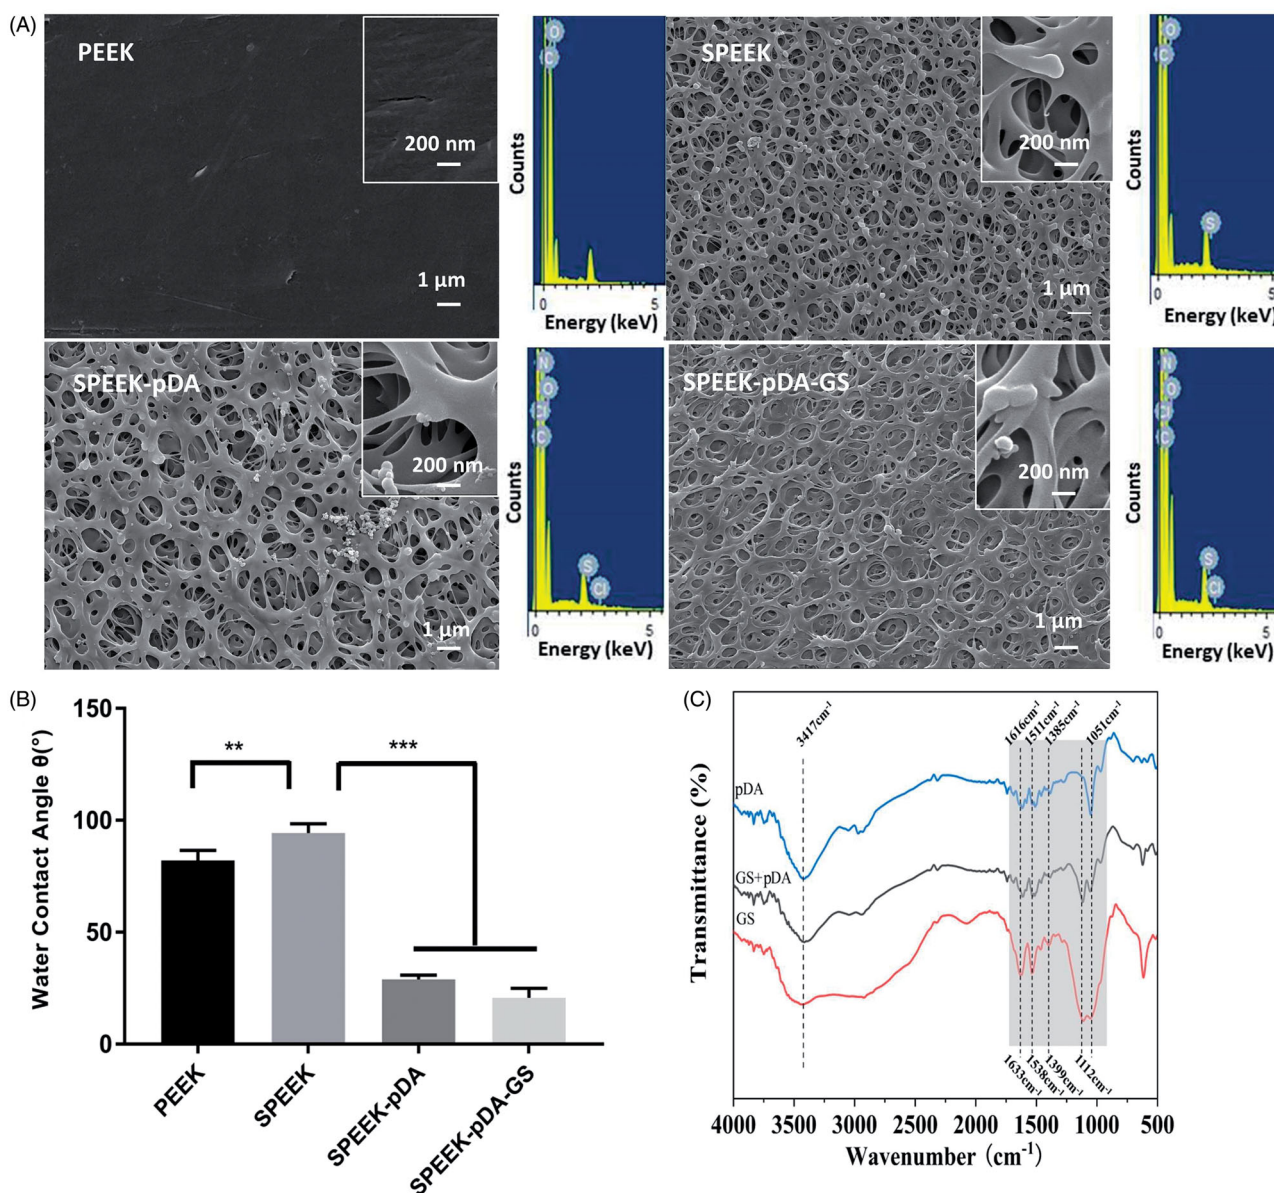 (A)
PEEK
200 nm
1 µm
O
C
Counts
0
5
Energy (keV)
SPEEK
200 nm
1 µm
O
C
S
Counts
0
5
Energy (keV)
SPEEK-pDA
200 nm
1 µm
N
O
Cl
C
S
Cl
Counts
0
5
Energy (keV)
SPEEK-pDA-GS
200 nm
1 µm
N
O
Cl
C
S
Cl
Counts
0
5
Energy (keV)
(B)
Water Contact Angle θ(°)
150
100
50
0
**
***
PEEK
SPEEK
SPEEK-pDA
SPEEK-pDA-GS
(C)
Transmittance (%)
3417cm⁻¹
1616cm⁻¹
1511cm⁻¹
1385cm⁻¹
1051cm⁻¹
pDA
GS+pDA
GS
1633cm⁻¹
1538cm⁻¹
1399cm⁻¹
1112cm⁻¹
4000 3500 3000 2500 2000 1500 1000 500
Wavenumber (cm⁻¹)